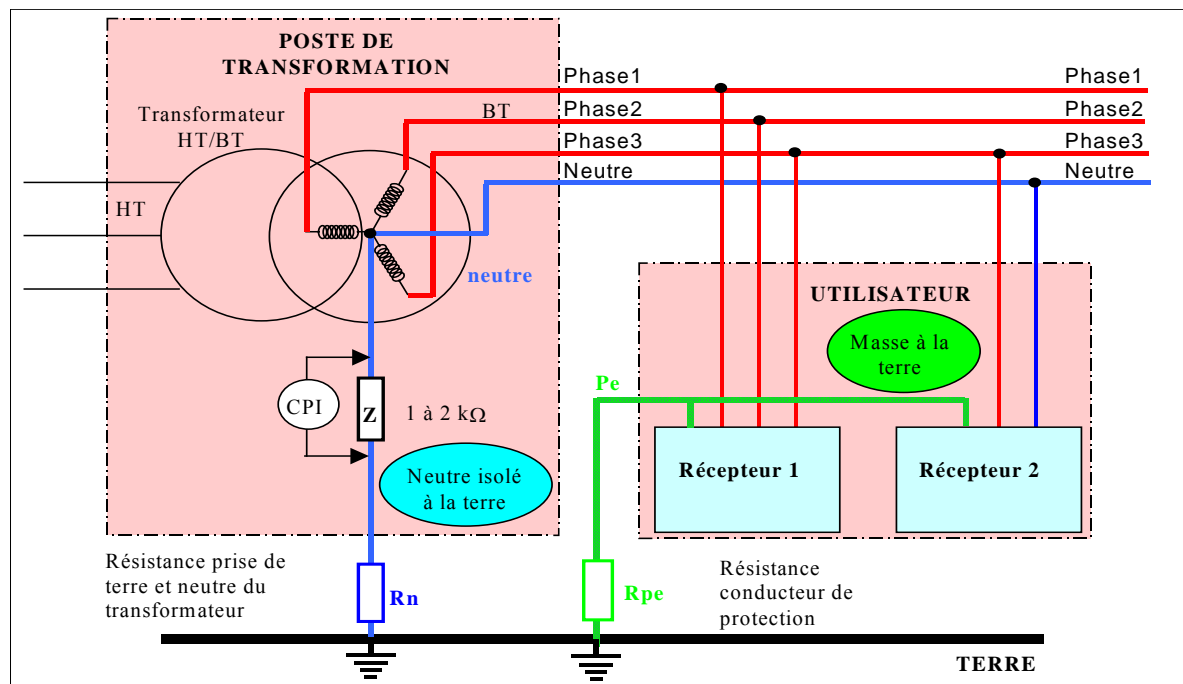 POSTE DE
TRANSFORMATION
Transformateur
HT/BT
BT
HT
Phase1
Phase2
Phase3
Neutre
Phase1
Phase2
Phase3
Neutre
neutre
UTILISATEUR
Masse à la
terre
Pe
CPI
Z
1 à 2 kΩ
Neutre isolé
à la terre
Récepteur 1
Récepteur 2
Résistance prise de
terre et neutre du
transformateur
Rn
Rpe
Résistance
conducteur de
protection
TERRE